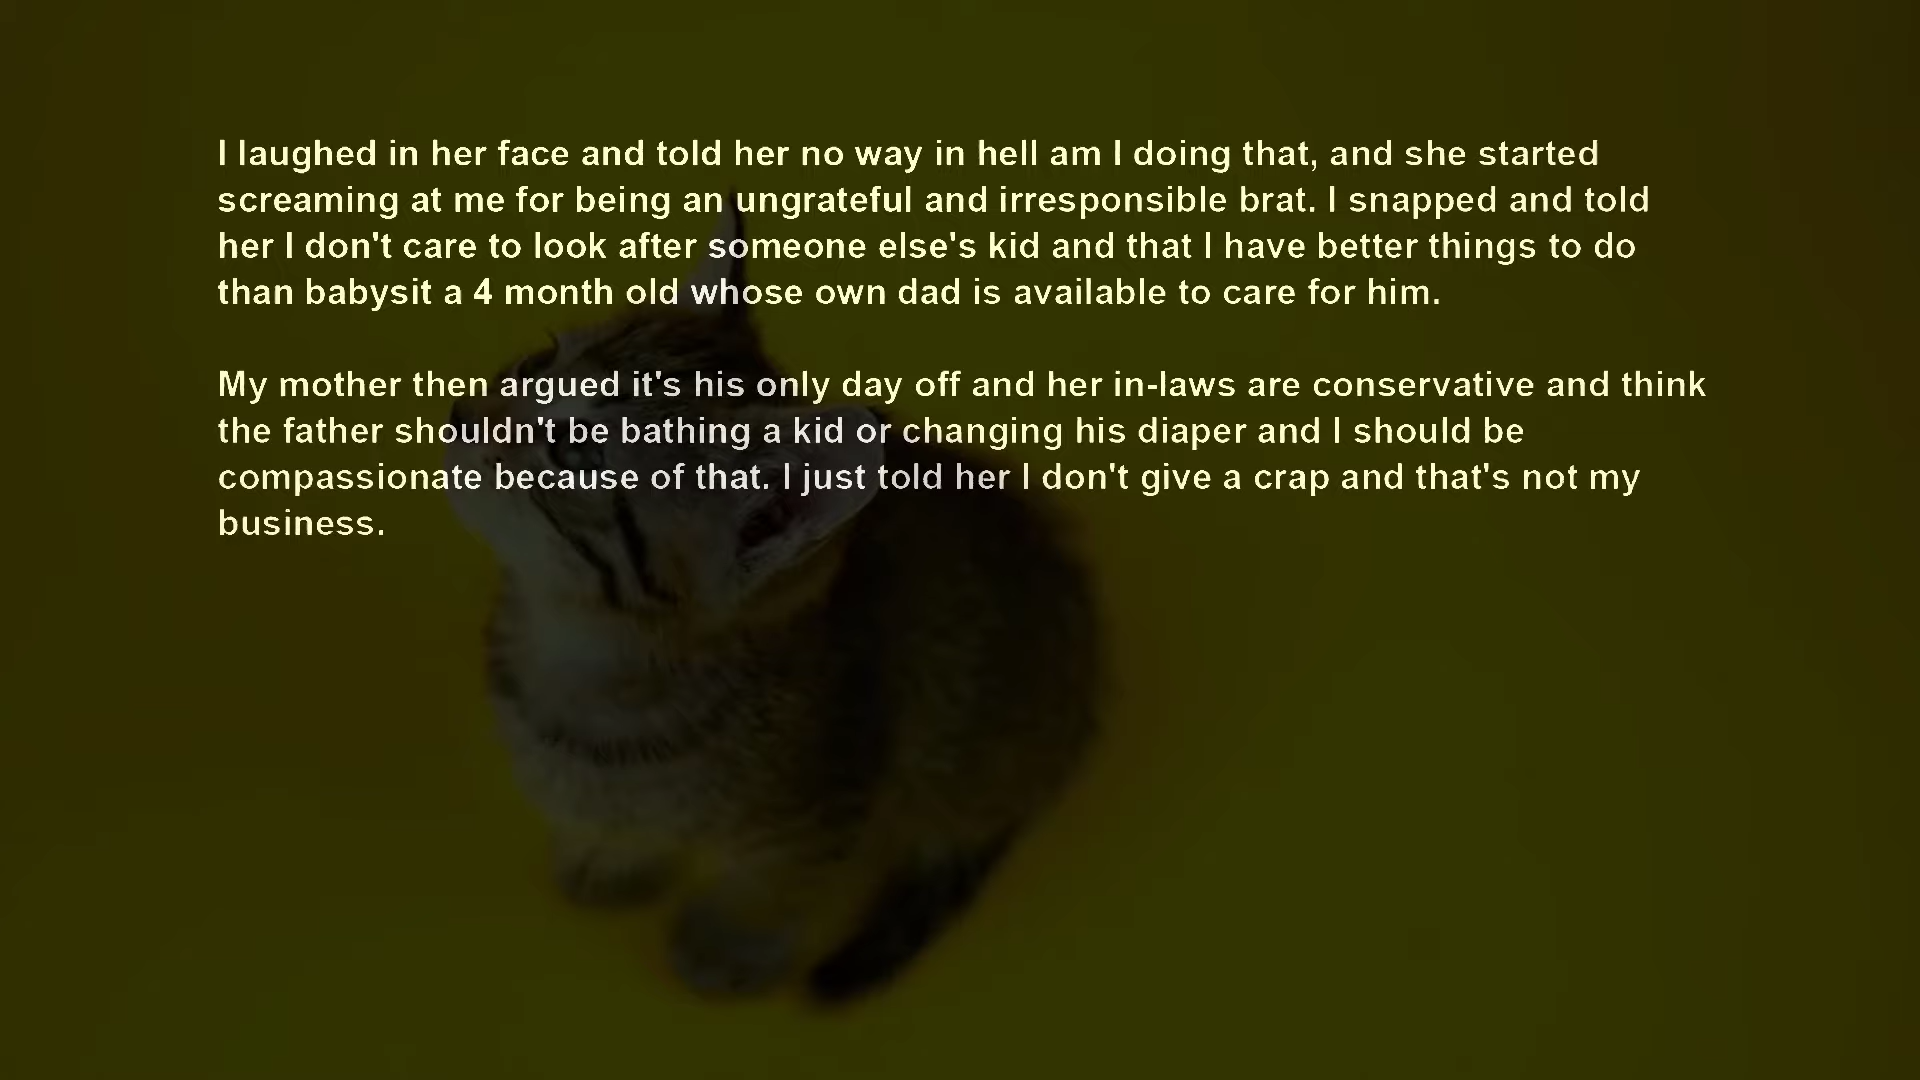 I laughed in her face and told her no way in hell am I doing that, and she started
screaming at me for being an ungrateful and irresponsible brat. I snapped and told
her I don't care to look after someone else's kid and that I have better things to do
than babysit a 4 month old whose own dad is available to care for him.
My mother then argued it's his only day off and her in-laws are conservative and think
the father shouldn't be bathing a kid or changing his diaper and I should be
compassionate because of that. I just told her I don't give a crap and that's not my
business.